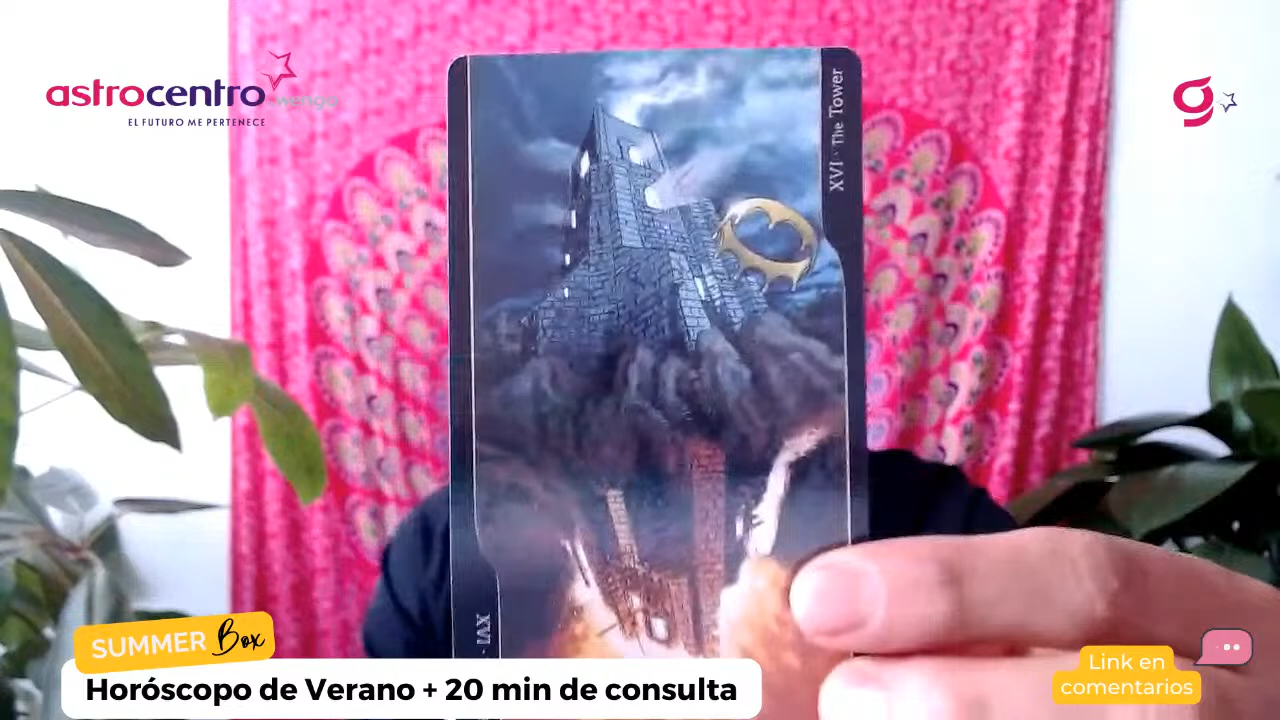 astrocentro
wengo
EL FUTURO ME PERTENECE
g
XVI · The Tower
XVI ·
SUMMER Box
Horóscopo de Verano + 20 min de consulta
Link en
comentarios